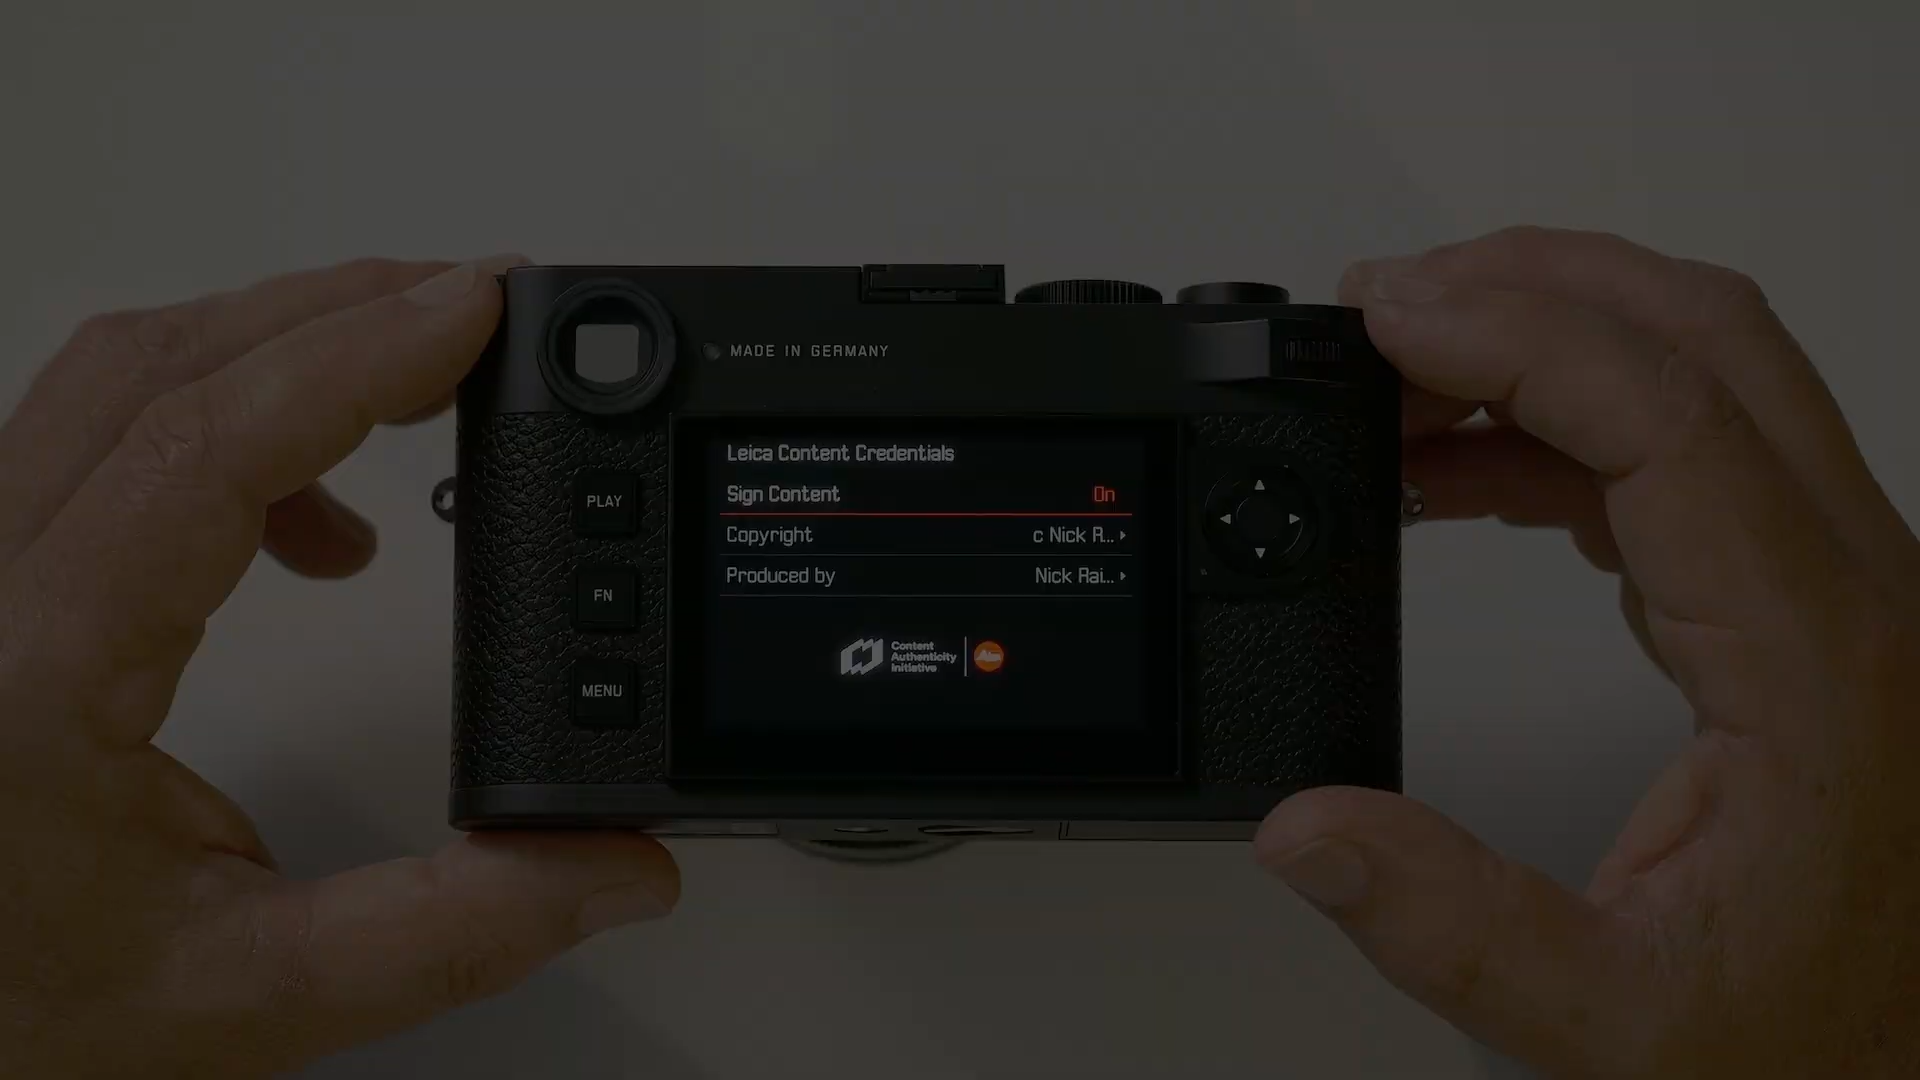 MADE IN GERMANY
Leica Content Credentials
Sign Content On
Copyright c Nick R...
Produced by Nick Rai...
PLAY
FN
MENU
Content
Authenticity
Initiative